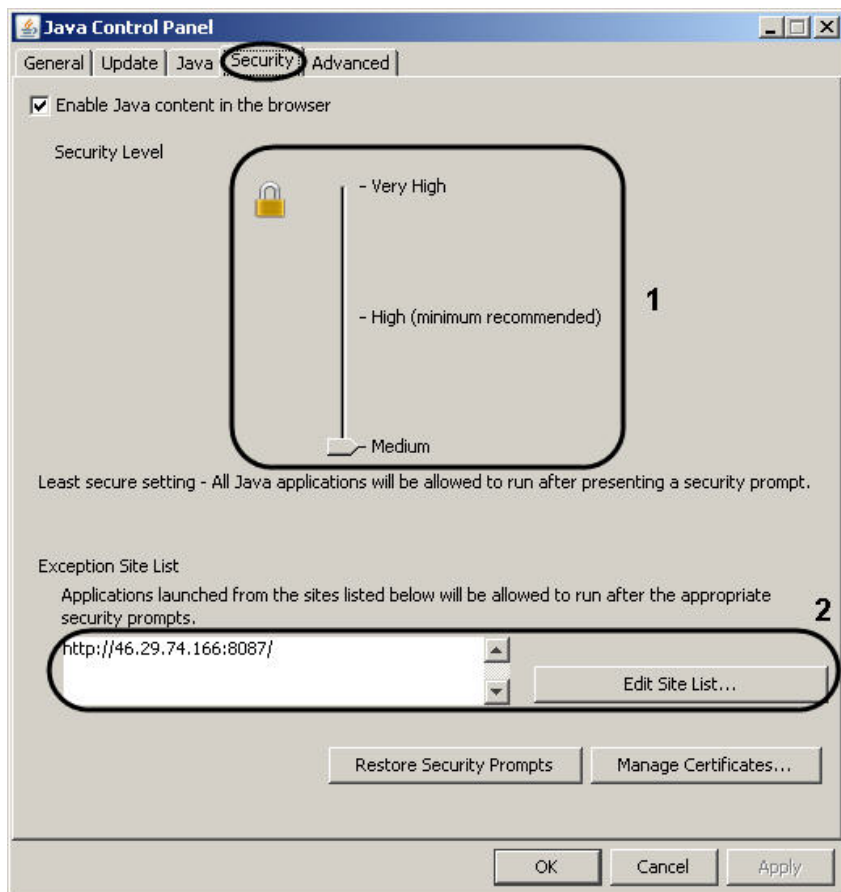 Java Control Panel
General Update Java Security Advanced
Enable Java content in the browser
Security Level
- Very High
- High (minimum recommended)
1
- Medium
Least secure setting - All Java applications will be allowed to run after presenting a security prompt.
Exception Site List
Applications launched from the sites listed below will be allowed to run after the appropriate
security prompts.
2
http://46.29.74.166:8087/
Edit Site List...
Restore Security Prompts Manage Certificates...
OK Cancel Apply